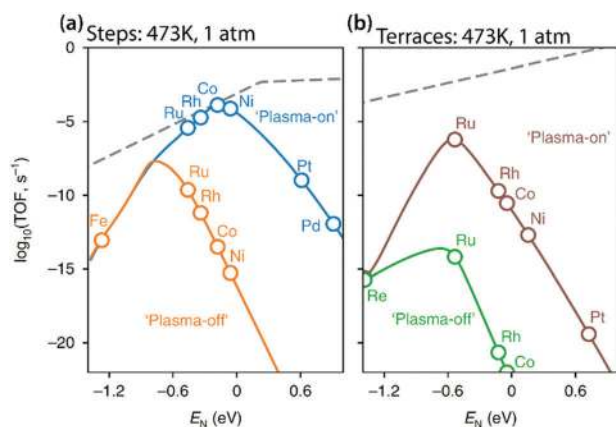 (a) Steps: 473K, 1 atm
0
-5
-10
-15
-20
log₁₀(TOF, s⁻¹)
Co
Rh
Ni
Ru
'Plasma-on'
Ru
Rh
Pt
Fe
Co
Pd
Ni
'Plasma-off'
-1.2 -0.6 0 0.6
E_N (eV)
(b) Terraces: 473K, 1 atm
Ru
'Plasma-on'
Rh
Co
Ru
Ni
Re
'Plasma-off'
Rh
Pt
Co
-1.2 -0.6 0 0.6
E_N (eV)